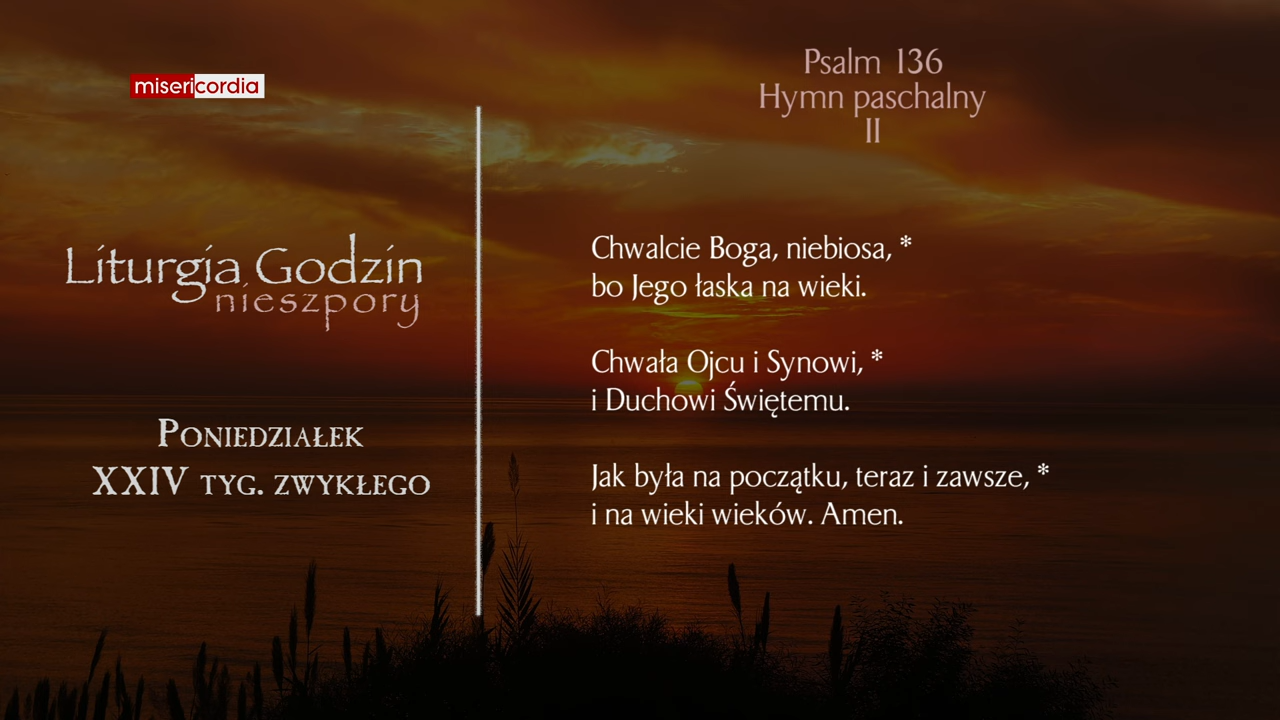 misericordia
Liturgia Godzin
nieszpory
Poniedziałek
XXIV tyg. zwykłego
Psalm 136
Hymn paschalny
II
Chwalcie Boga, niebiosa, *
bo Jego łaska na wieki.
Chwała Ojcu i Synowi, *
i Duchowi Świętemu.
Jak była na początku, teraz i zawsze, *
i na wieki wieków. Amen.